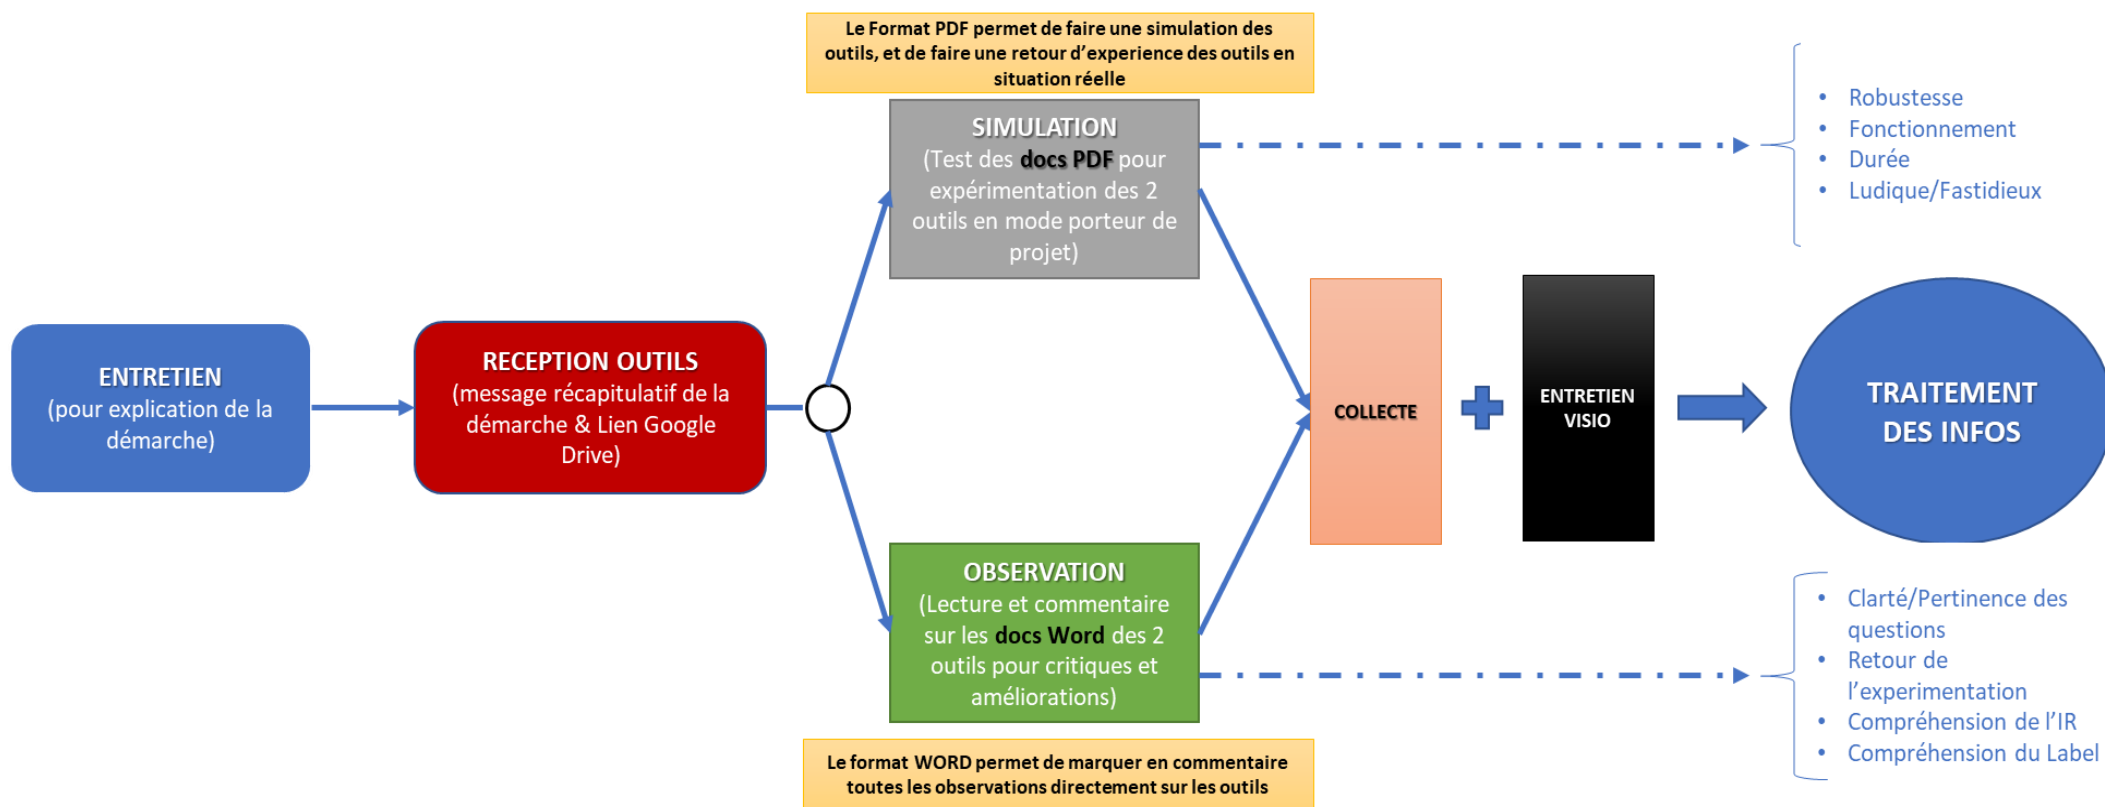 Le Format PDF permet de faire une simulation des
outils, et de faire une retour d'experience des outils en
situation réelle
SIMULATION
(Test des docs PDF pour
expérimentation des 2
outils en mode porteur de
projet)
• Robustesse
• Fonctionnement
• Durée
• Ludique/Fastidieux
ENTRETIEN
(pour explication de la
démarche)
RECEPTION OUTILS
(message récapitulatif de la
démarche & Lien Google
Drive)
COLLECTE
ENTRETIEN
VISIO
TRAITEMENT
DES INFOS
OBSERVATION
(Lecture et commentaire
sur les docs Word des 2
outils pour critiques et
améliorations)
• Clarté/Pertinence des
questions
• Retour de
l'experimentation
• Compréhension de l'IR
• Compréhension du Label
Le format WORD permet de marquer en commentaire
toutes les observations directement sur les outils